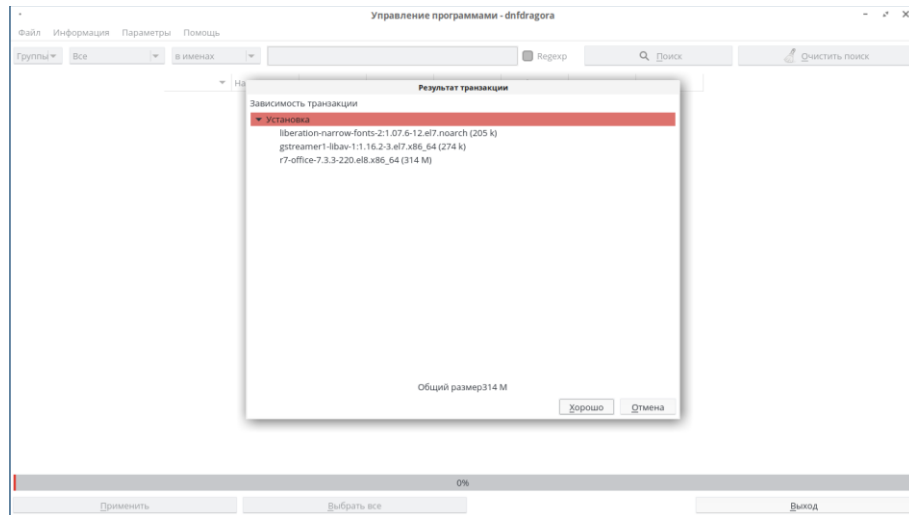 Управление программами - dnfdragora
Файл Информация Параметры Помощь
Группы Все в именах Regexp Поиск Очистить поиск
На
Результат транзакции
Зависимость транзакции
Установка
liberation-narrow-fonts-2:1.07.6-12.el7.noarch (205 k)
gstreamer1-libav-1:1.16.2-3.el7.x86_64 (274 k)
r7-office-7.3.3-220.el8.x86_64 (314 M)
Общий размер314 M
Хорошо Отмена
0%
Применить Выбрать все Выход